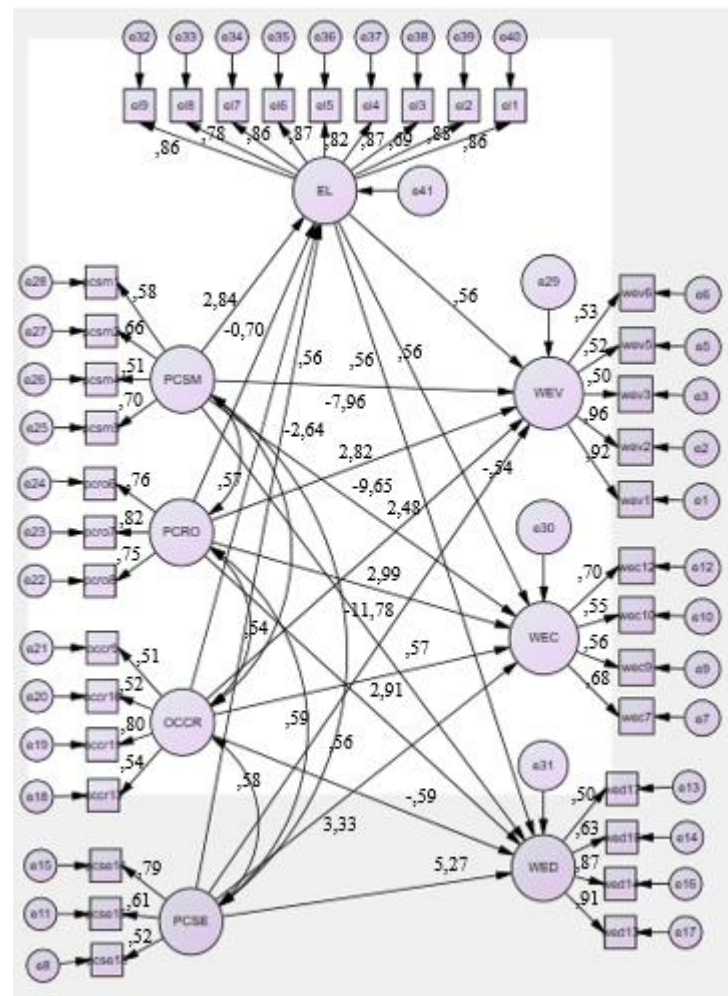 e32 e33 e34 e35 e36 e37 e38 e39 e40
el9 el8 el7 el6 el5 el4 el3 el2 el1
,86 ,78 ,86 ,87 ,82 ,87 ,69 ,88 ,86
EL e41
e28 ,58 2,84 -0,70 ,56 ,56 ,56 ,56 e29 ,53 wev6 e6
e27 ,66 ,52 wev5 e5
e26 ,51 PCSM -2,64 -7,96 WEV ,50 wev3 e3
e25 ,70 ,96 wev2 e2
,92 wev1 e1
e24 ,76 ,57 2,82 -,54
e23 ,82 PCRO -9,65 2,48 e30
e22 ,75 2,99 ,70 wec12 e12
,54 -11,78 WEC ,55 wec10 e10
e21 ,51 ,57 ,56 wec9 e9
e20 ,52 2,91 ,68 wec7 e7
e19 ,80 OCCR ,59 ,56
e18 ,54 ,58 -,59 e31 ,50 e13
3,33 ,63 e14
e15 ,79 5,27 WED ,87 e16
e11 ,61 PCSE ,91 e17
e8 ,52